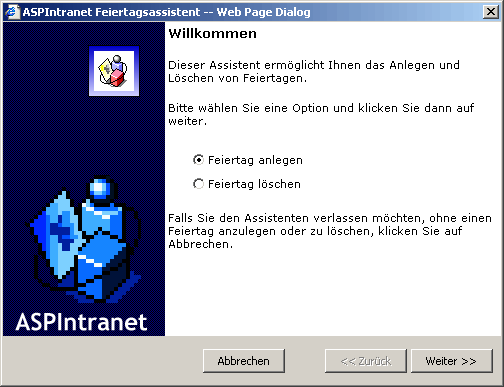 ASPIntranet Feiertagsassistent -- Web Page Dialog
Willkommen
Dieser Assistent ermöglicht Ihnen das Anlegen und
Löschen von Feiertagen.
Bitte wählen Sie eine Option und klicken Sie dann auf
weiter.
Feiertag anlegen
Feiertag löschen
Falls Sie den Assistenten verlassen möchten, ohne einen
Feiertag anzulegen oder zu löschen, klicken Sie auf
Abbrechen.
ASPIntranet
Abbrechen
<< Zurück
Weiter >>